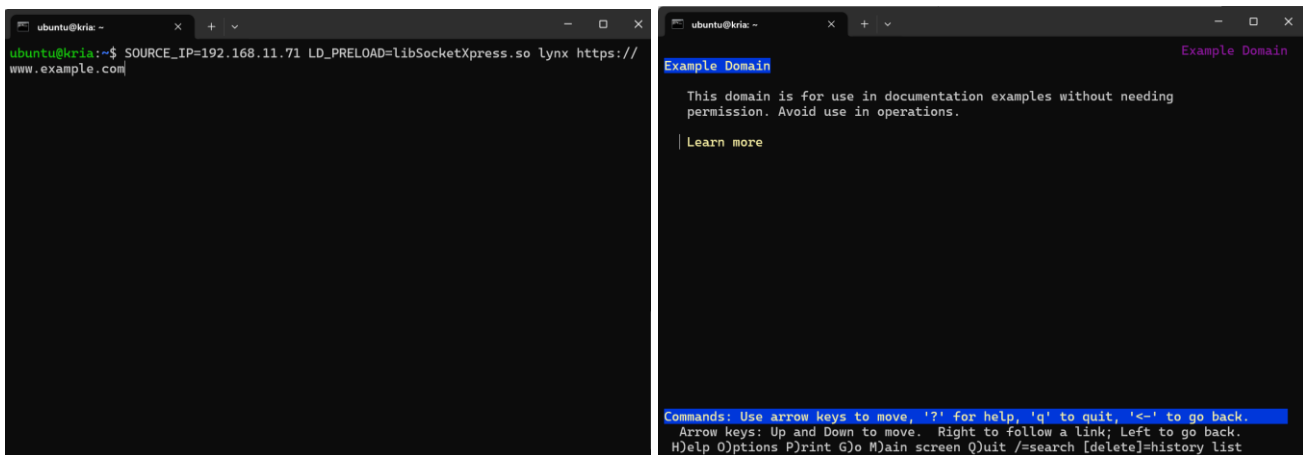 ubuntu@kria: ~
ubuntu@kria:~$ SOURCE_IP=192.168.11.71 LD_PRELOAD=libSocketXpress.so lynx https://
www.example.com
ubuntu@kria: ~
Example Domain
Example Domain
This domain is for use in documentation examples without needing
permission. Avoid use in operations.
Learn more
Commands: Use arrow keys to move, '?' for help, 'q' to quit, '<-' to go back.
Arrow keys: Up and Down to move.  Right to follow a link; Left to go back.
H)elp O)ptions P)rint G)o M)ain screen Q)uit /=search [delete]=history list